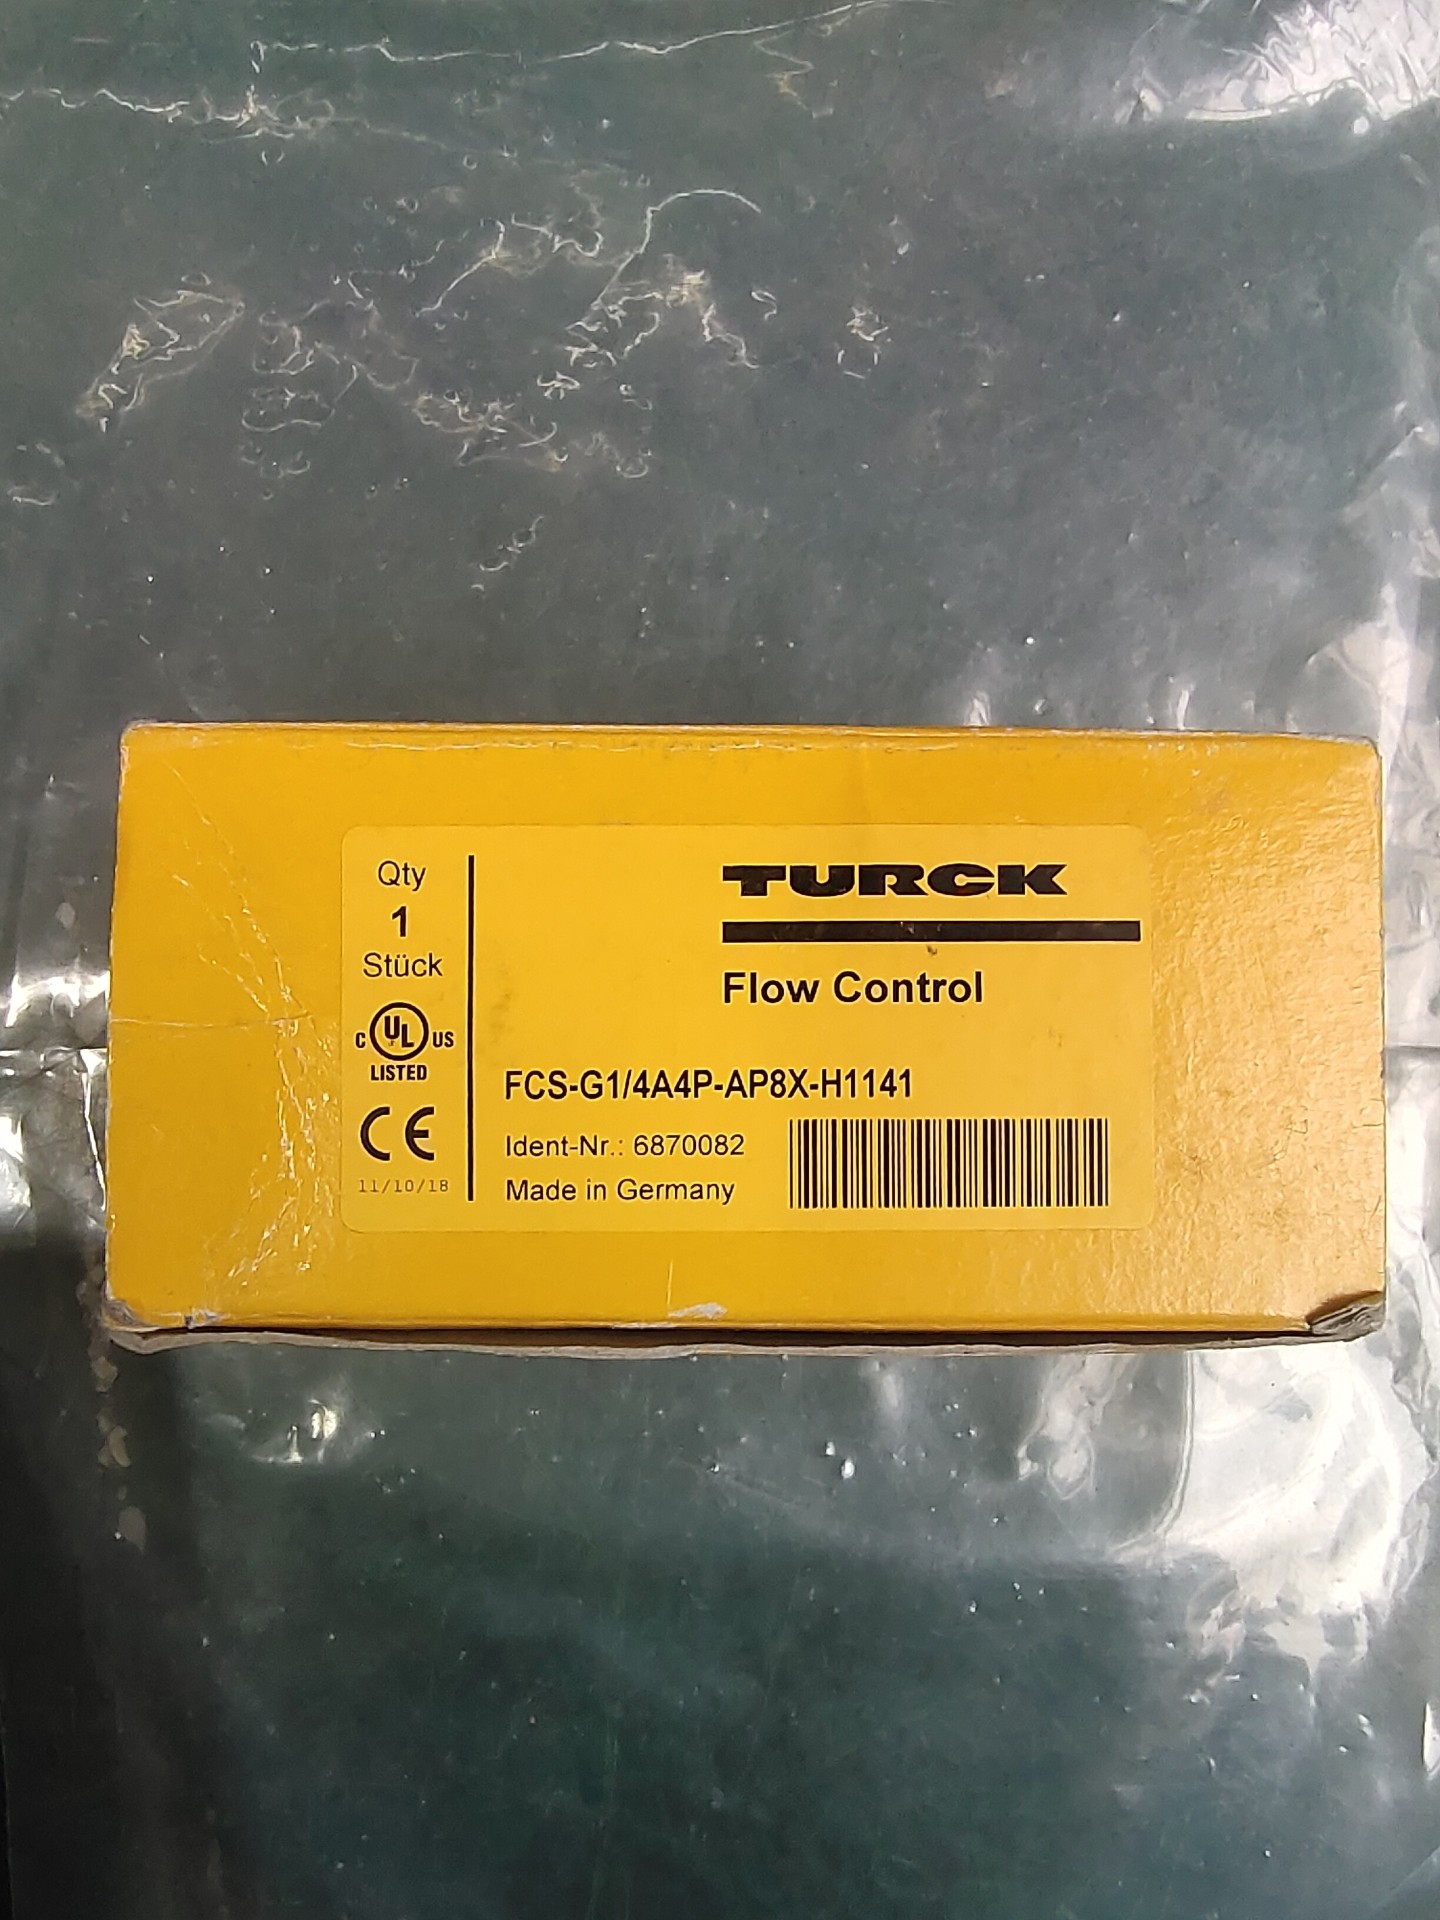 Qty
1
Stück
C UL US
LISTED
CE
11/10/18
TURCK
Flow Control
FCS-G1/4A4P-AP8X-H1141
Ident-Nr.: 6870082
Made in Germany